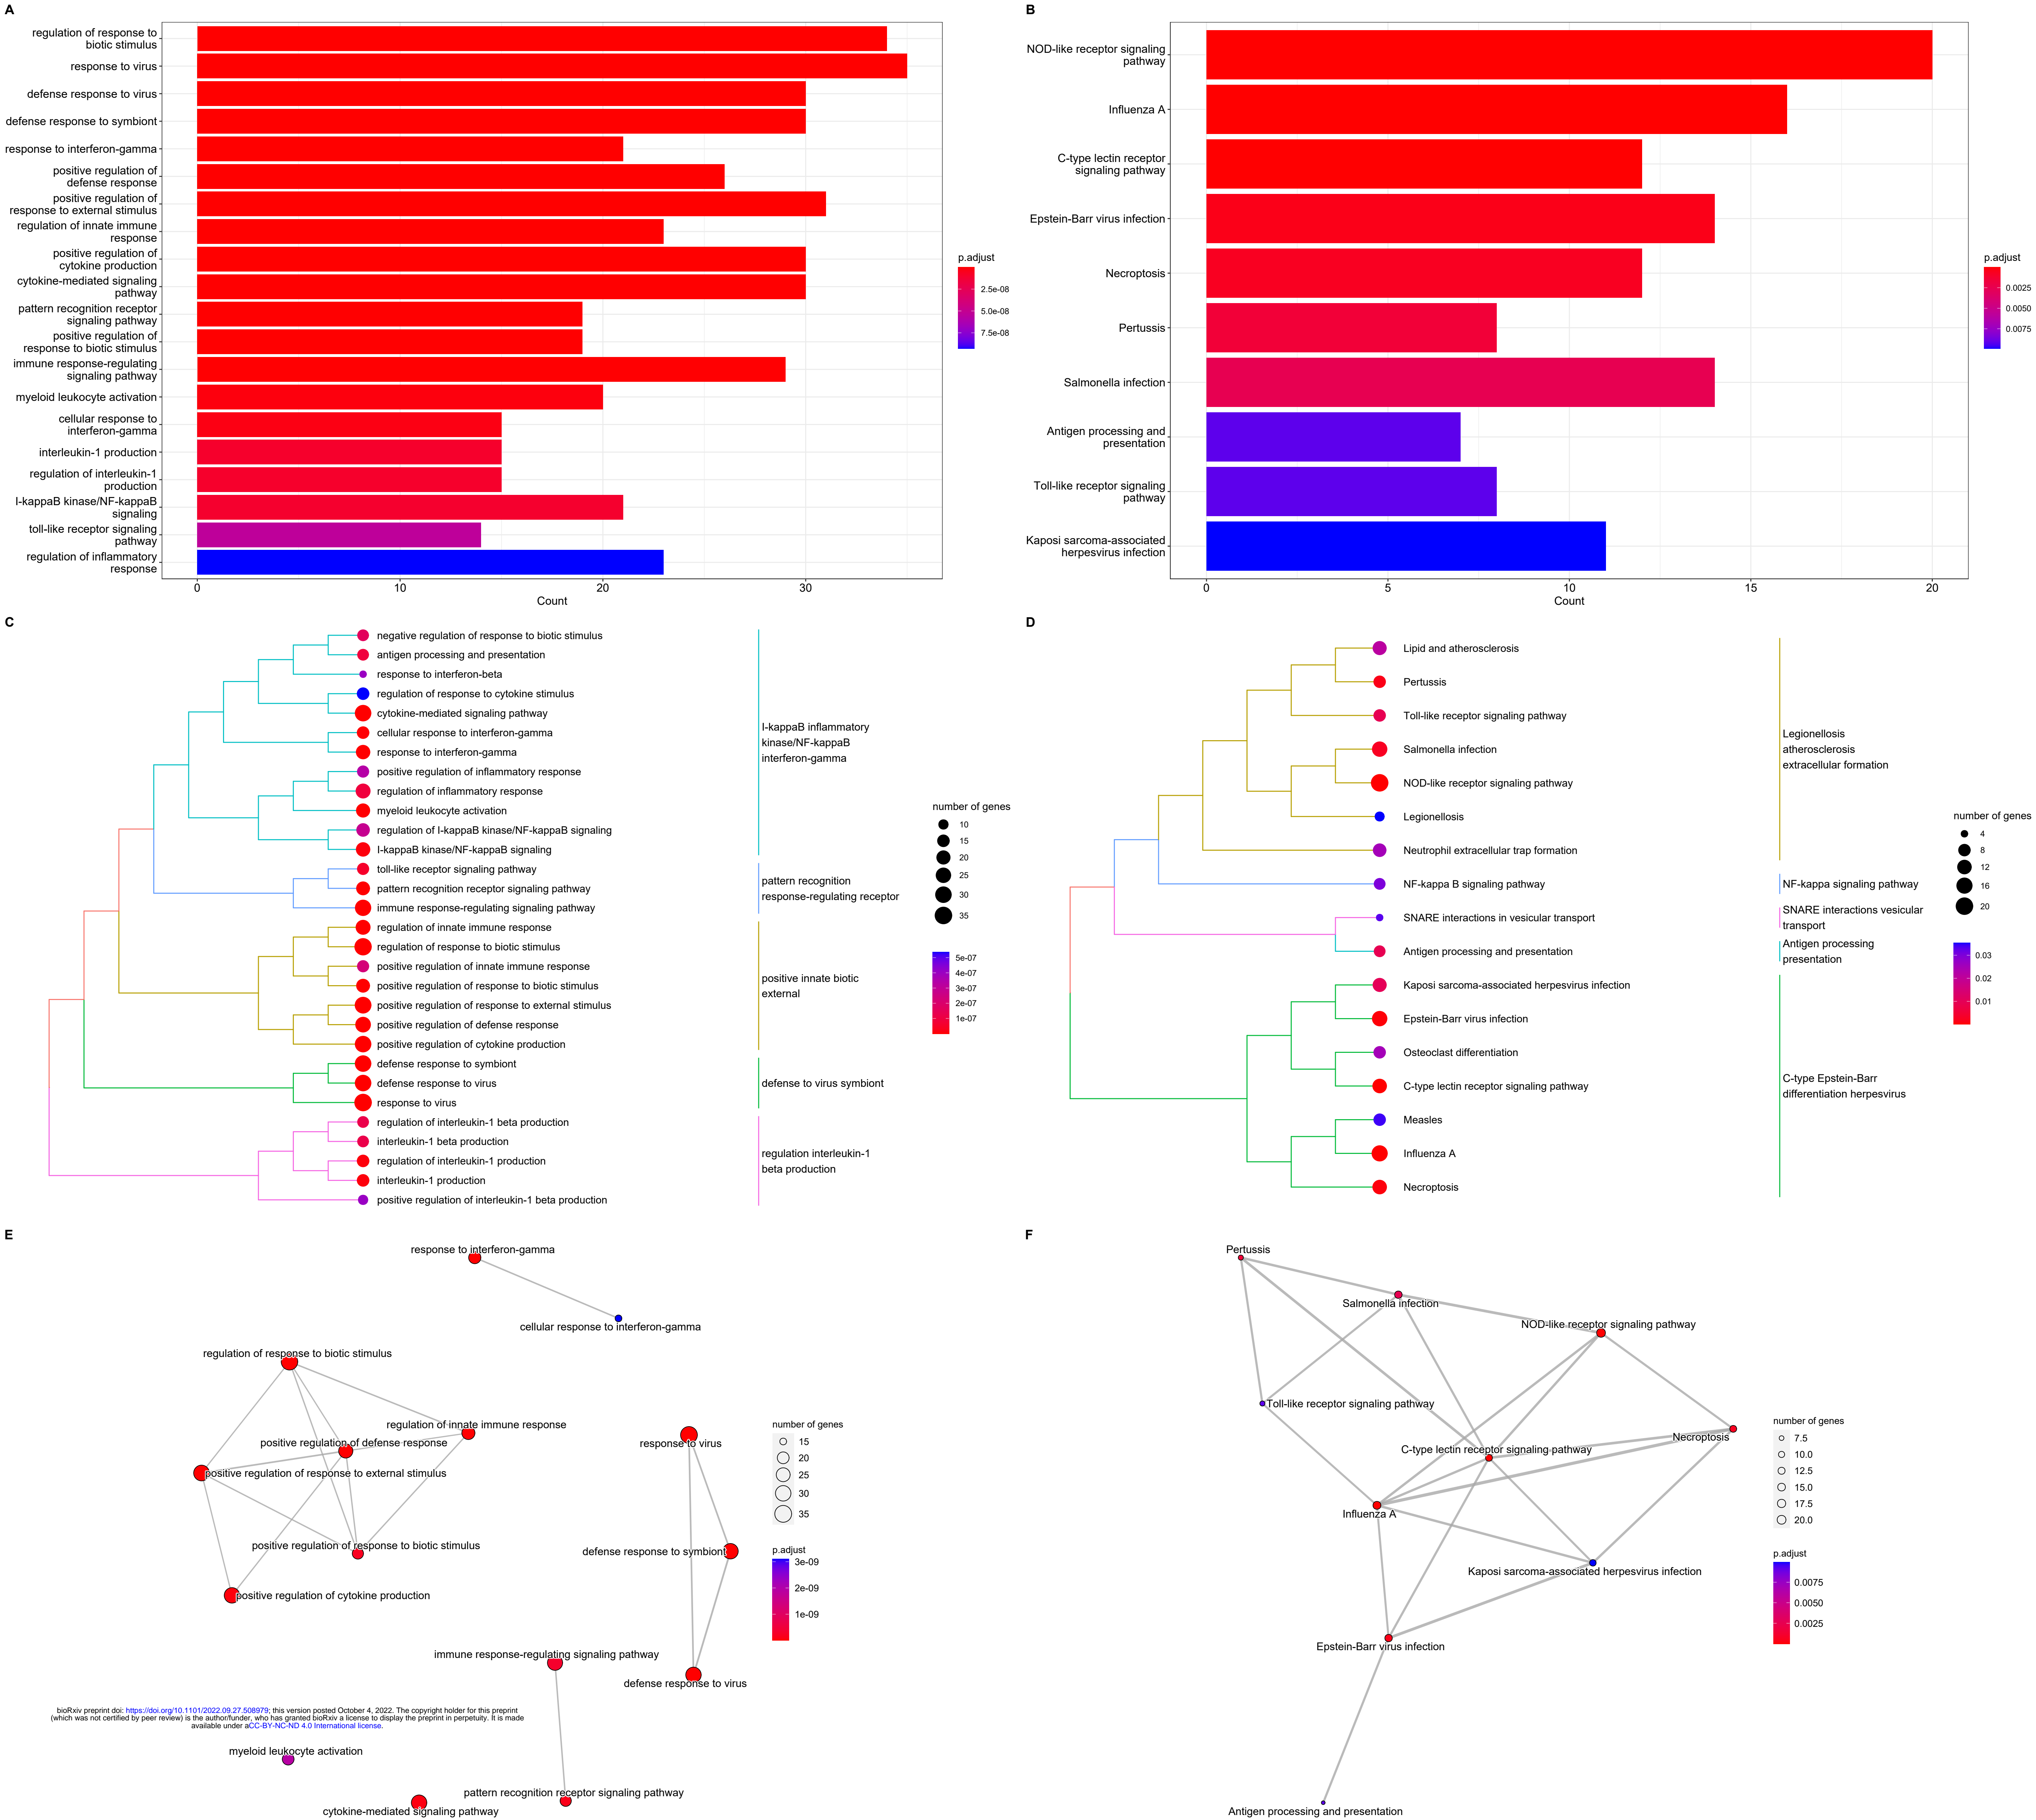 A
regulation of response to
biotic stimulus
response to virus
defense response to virus
defense response to symbiont
response to interferon-gamma
positive regulation of
defense response
positive regulation of
response to external stimulus
regulation of innate immune
response
positive regulation of
cytokine production
cytokine-mediated signaling
pathway
pattern recognition receptor
signaling pathway
positive regulation of
response to biotic stimulus
immune response-regulating
signaling pathway
myeloid leukocyte activation
cellular response to
interferon-gamma
interleukin-1 production
regulation of interleukin-1
production
I-kappaB kinase/NF-kappaB
signaling
toll-like receptor signaling
pathway
regulation of inflammatory
response
0 10 20 30
Count
p.adjust
2.5e-08
5.0e-08
7.5e-08
B
NOD-like receptor signaling
pathway
Influenza A
C-type lectin receptor
signaling pathway
Epstein-Barr virus infection
Necroptosis
Pertussis
Salmonella infection
Antigen processing and
presentation
Toll-like receptor signaling
pathway
Kaposi sarcoma-associated
herpesvirus infection
0 5 10 15 20
Count
p.adjust
0.0025
0.0050
0.0075
C
negative regulation of response to biotic stimulus
antigen processing and presentation
response to interferon-beta
regulation of response to cytokine stimulus
cytokine-mediated signaling pathway
cellular response to interferon-gamma
response to interferon-gamma
positive regulation of inflammatory response
regulation of inflammatory response
myeloid leukocyte activation
regulation of I-kappaB kinase/NF-kappaB signaling
I-kappaB kinase/NF-kappaB signaling
toll-like receptor signaling pathway
pattern recognition receptor signaling pathway
immune response-regulating signaling pathway
regulation of innate immune response
regulation of response to biotic stimulus
positive regulation of innate immune response
positive regulation of response to biotic stimulus
positive regulation of response to external stimulus
positive regulation of defense response
positive regulation of cytokine production
defense response to symbiont
defense response to virus
response to virus
regulation of interleukin-1 beta production
interleukin-1 beta production
regulation of interleukin-1 production
interleukin-1 production
positive regulation of interleukin-1 beta production
I-kappaB inflammatory
kinase/NF-kappaB
interferon-gamma
pattern recognition
response-regulating receptor
positive innate biotic
external
defense to virus symbiont
regulation interleukin-1
beta production
number of genes
10
15
20
25
30
35
5e-07
4e-07
3e-07
2e-07
1e-07
D
Lipid and atherosclerosis
Pertussis
Toll-like receptor signaling pathway
Salmonella infection
NOD-like receptor signaling pathway
Legionellosis
Neutrophil extracellular trap formation
NF-kappa B signaling pathway
SNARE interactions in vesicular transport
Antigen processing and presentation
Kaposi sarcoma-associated herpesvirus infection
Epstein-Barr virus infection
Osteoclast differentiation
C-type lectin receptor signaling pathway
Measles
Influenza A
Necroptosis
Legionellosis
atherosclerosis
extracellular formation
NF-kappa signaling pathway
SNARE interactions vesicular
transport
Antigen processing
presentation
C-type Epstein-Barr
differentiation herpesvirus
number of genes
4
8
12
16
20
0.03
0.02
0.01
E
response to interferon-gamma
cellular response to interferon-gamma
regulation of response to biotic stimulus
regulation of innate immune response
positive regulation of defense response
positive regulation of response to external stimulus
response to virus
positive regulation of response to biotic stimulus
defense response to symbiont
positive regulation of cytokine production
immune response-regulating signaling pathway
defense response to virus
bioRxiv preprint doi: https://doi.org/10.1101/2022.09.27.508979; this version posted October 4, 2022. The copyright holder for this preprint
(which was not certified by peer review) is the author/funder, who has granted bioRxiv a license to display the preprint in perpetuity. It is made
available under aCC-BY-NC-ND 4.0 International license.
myeloid leukocyte activation
pattern recognition receptor signaling pathway
cytokine-mediated signaling pathway
number of genes
15
20
25
30
35
p.adjust
3e-09
2e-09
1e-09
F
Pertussis
Salmonella infection
NOD-like receptor signaling pathway
Toll-like receptor signaling pathway
Necroptosis
C-type lectin receptor signaling pathway
Influenza A
Kaposi sarcoma-associated herpesvirus infection
Epstein-Barr virus infection
Antigen processing and presentation
number of genes
7.5
10.0
12.5
15.0
17.5
20.0
p.adjust
0.0075
0.0050
0.0025